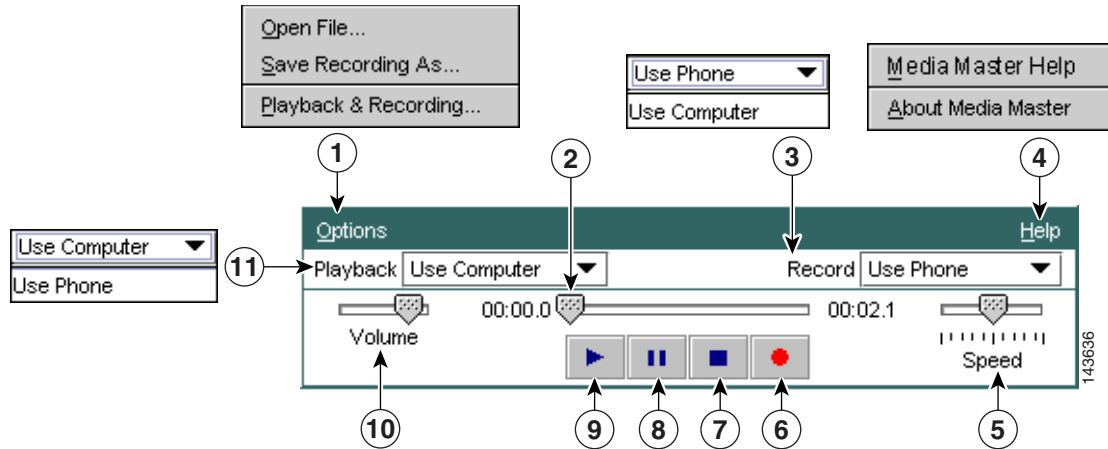 Open File...
Save Recording As...
Playback & Recording...
Use Phone
Use Computer
Media Master Help
About Media Master
1
2
3
4
Use Computer
Use Phone
11
Options
Help
Playback
Use Computer
Record
Use Phone
00:00.0
00:02.1
Volume
Speed
10
9
8
7
6
5
143636